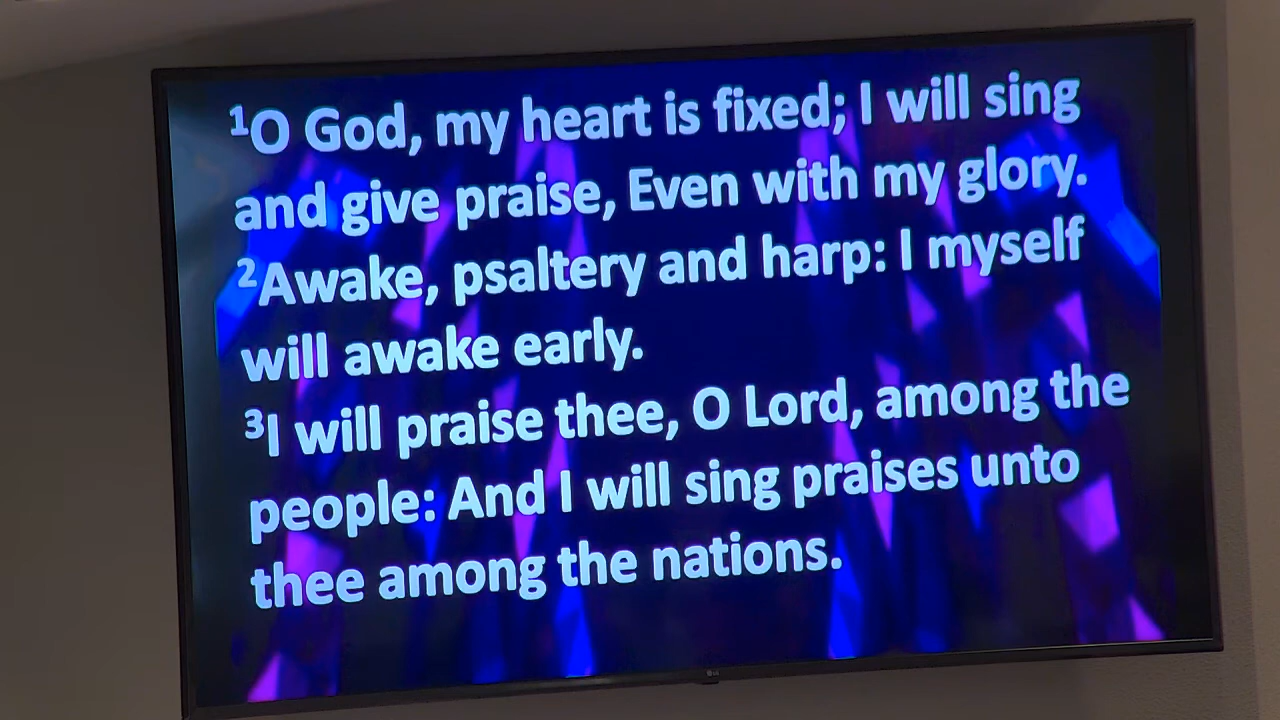 ¹O God, my heart is fixed; I will sing
and give praise, Even with my glory.
²Awake, psaltery and harp: I myself
will awake early.
³I will praise thee, O Lord, among the
people: And I will sing praises unto
thee among the nations.
LG